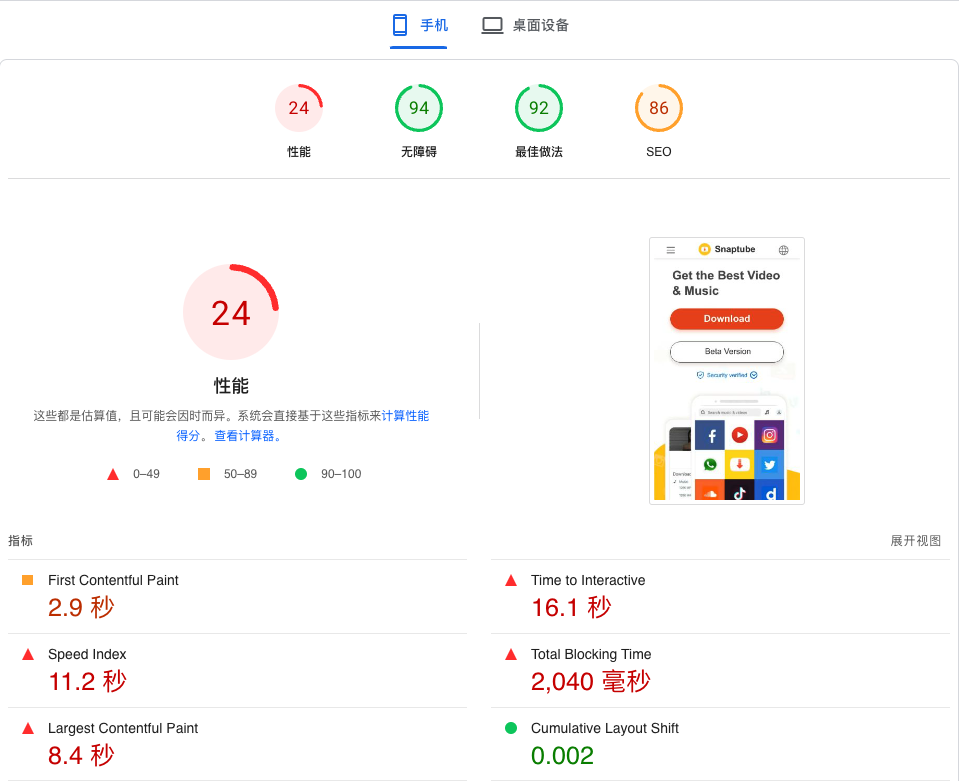 手机
桌面设备
24
94
92
86
性能
无障碍
最佳做法
SEO
24
性能
这些都是估算值，且可能会因时而异。系统会直接基于这些指标来计算性能
得分。查看计算器。
0–49
50–89
90–100
Snaptube
Get the Best Video
& Music
Download
Beta Version
Security verified
Search music & videos
指标
展开视图
First Contentful Paint
2.9 秒
Time to Interactive
16.1 秒
Speed Index
11.2 秒
Total Blocking Time
2,040 毫秒
Largest Contentful Paint
8.4 秒
Cumulative Layout Shift
0.002